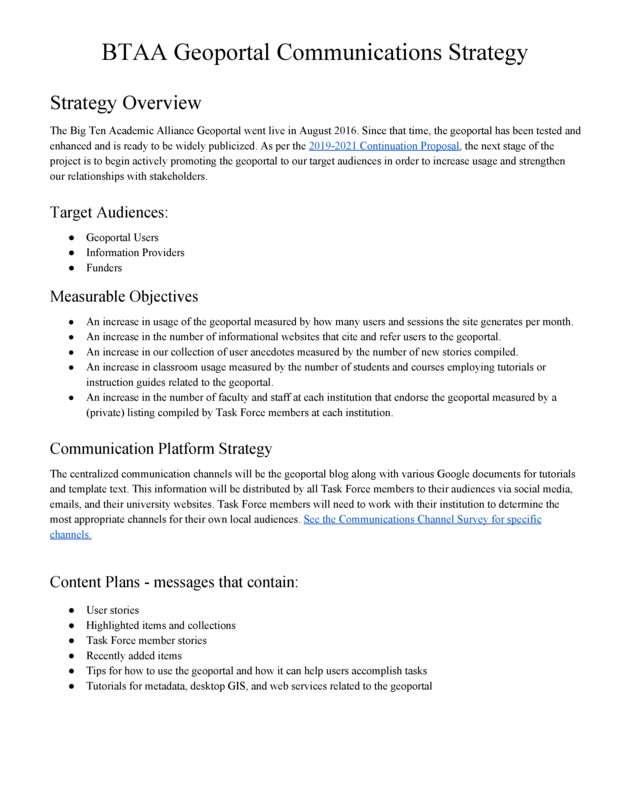 BTAA Geoportal Communications Strategy
Strategy Overview
The Big Ten Academic Alliance Geoportal went live in August 2016. Since that time, the geoportal has been tested and
enhanced and is ready to be widely publicized. As per the 2019-2021 Continuation Proposal, the next stage of the
project is to begin actively promoting the geoportal to our target audiences in order to increase usage and strengthen
our relationships with stakeholders.
Target Audiences:
● Geoportal Users
● Information Providers
● Funders
Measurable Objectives
● An increase in usage of the geoportal measured by how many users and sessions the site generates per month.
● An increase in the number of informational websites that cite and refer users to the geoportal.
● An increase in our collection of user anecdotes measured by the number of new stories compiled.
● An increase in classroom usage measured by the number of students and courses employing tutorials or
instruction guides related to the geoportal.
● An increase in the number of faculty and staff at each institution that endorse the geoportal measured by a
(private) listing compiled by Task Force members at each institution.
Communication Platform Strategy
The centralized communication channels will be the geoportal blog along with various Google documents for tutorials
and template text. This information will be distributed by all Task Force members to their audiences via social media,
emails, and their university websites. Task Force members will need to work with their institution to determine the
most appropriate channels for their own local audiences. See the Communications Channel Survey for specific
channels.
Content Plans - messages that contain:
● User stories
● Highlighted items and collections
● Task Force member stories
● Recently added items
● Tips for how to use the geoportal and how it can help users accomplish tasks
● Tutorials for metadata, desktop GIS, and web services related to the geoportal